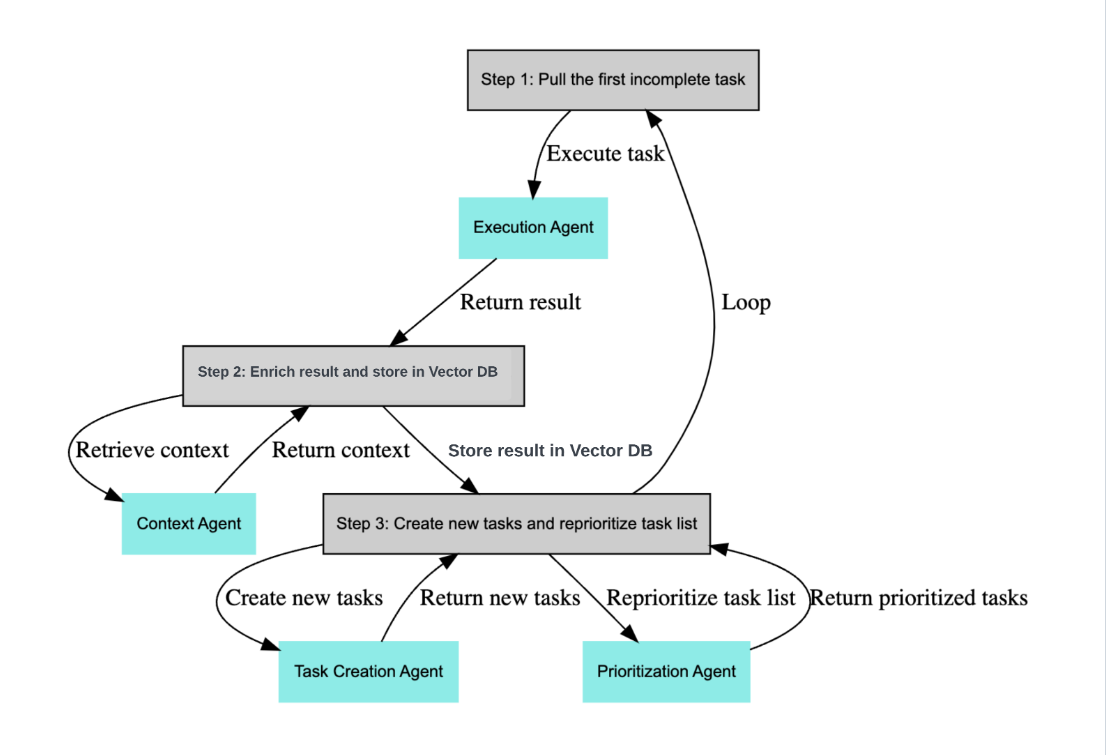 Step 1: Pull the first incomplete task
Execute task
Execution Agent
Return result
Loop
Step 2: Enrich result and store in Vector DB
Retrieve context
Return context
Store result in Vector DB
Context Agent
Step 3: Create new tasks and reprioritize task list
Create new tasks
Return new tasks
Reprioritize task list
Return prioritized tasks
Task Creation Agent
Prioritization Agent